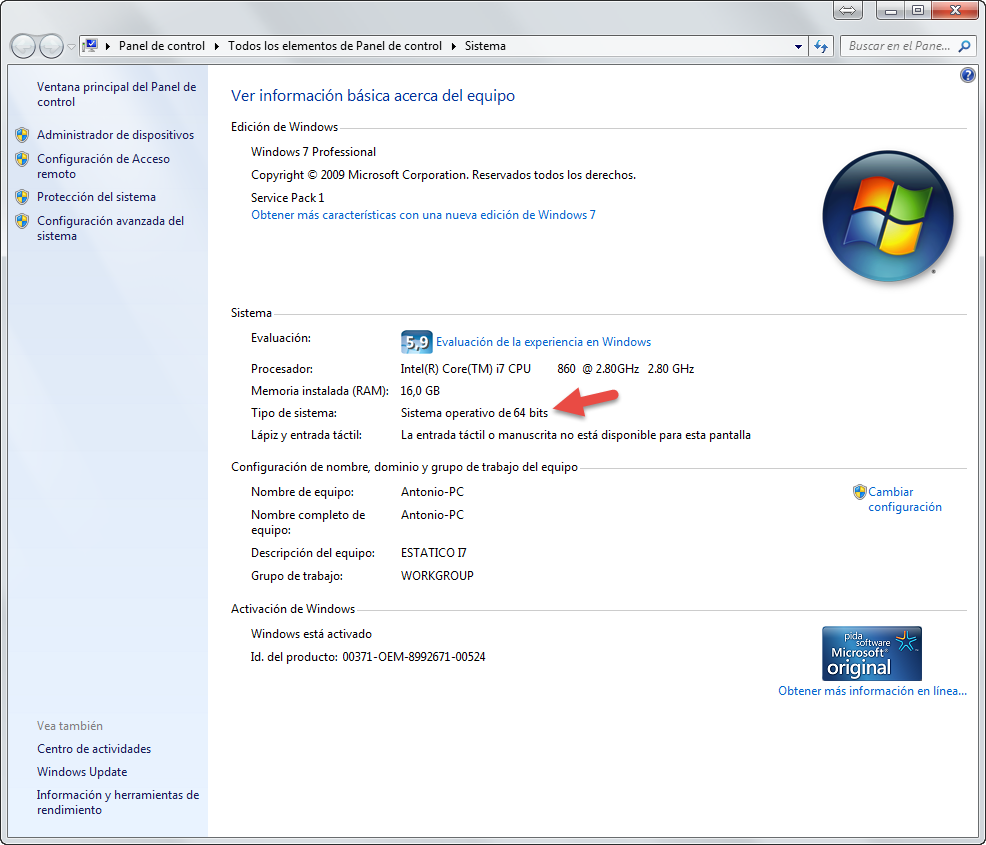 Panel de control ▸ Todos los elementos de Panel de control ▸ Sistema
Buscar en el Pane...
Ventana principal del Panel de
control
Administrador de dispositivos
Configuración de Acceso
remoto
Protección del sistema
Configuración avanzada del
sistema
Ver información básica acerca del equipo
Edición de Windows
Windows 7 Professional
Copyright © 2009 Microsoft Corporation. Reservados todos los derechos.
Service Pack 1
Obtener más características con una nueva edición de Windows 7
Sistema
Evaluación: 5,9 Evaluación de la experiencia en Windows
Procesador: Intel(R) Core(TM) i7 CPU 860 @ 2.80GHz 2.80 GHz
Memoria instalada (RAM): 16,0 GB
Tipo de sistema: Sistema operativo de 64 bits
Lápiz y entrada táctil: La entrada táctil o manuscrita no está disponible para esta pantalla
Configuración de nombre, dominio y grupo de trabajo del equipo
Nombre de equipo: Antonio-PC
Cambiar
configuración
Nombre completo de
equipo:
Antonio-PC
Descripción del equipo: ESTATICO I7
Grupo de trabajo: WORKGROUP
Activación de Windows
Windows está activado
Id. del producto: 00371-OEM-8992671-00524
pida software
Microsoft®
original
Obtener más información en línea...
Vea también
Centro de actividades
Windows Update
Información y herramientas de
rendimiento